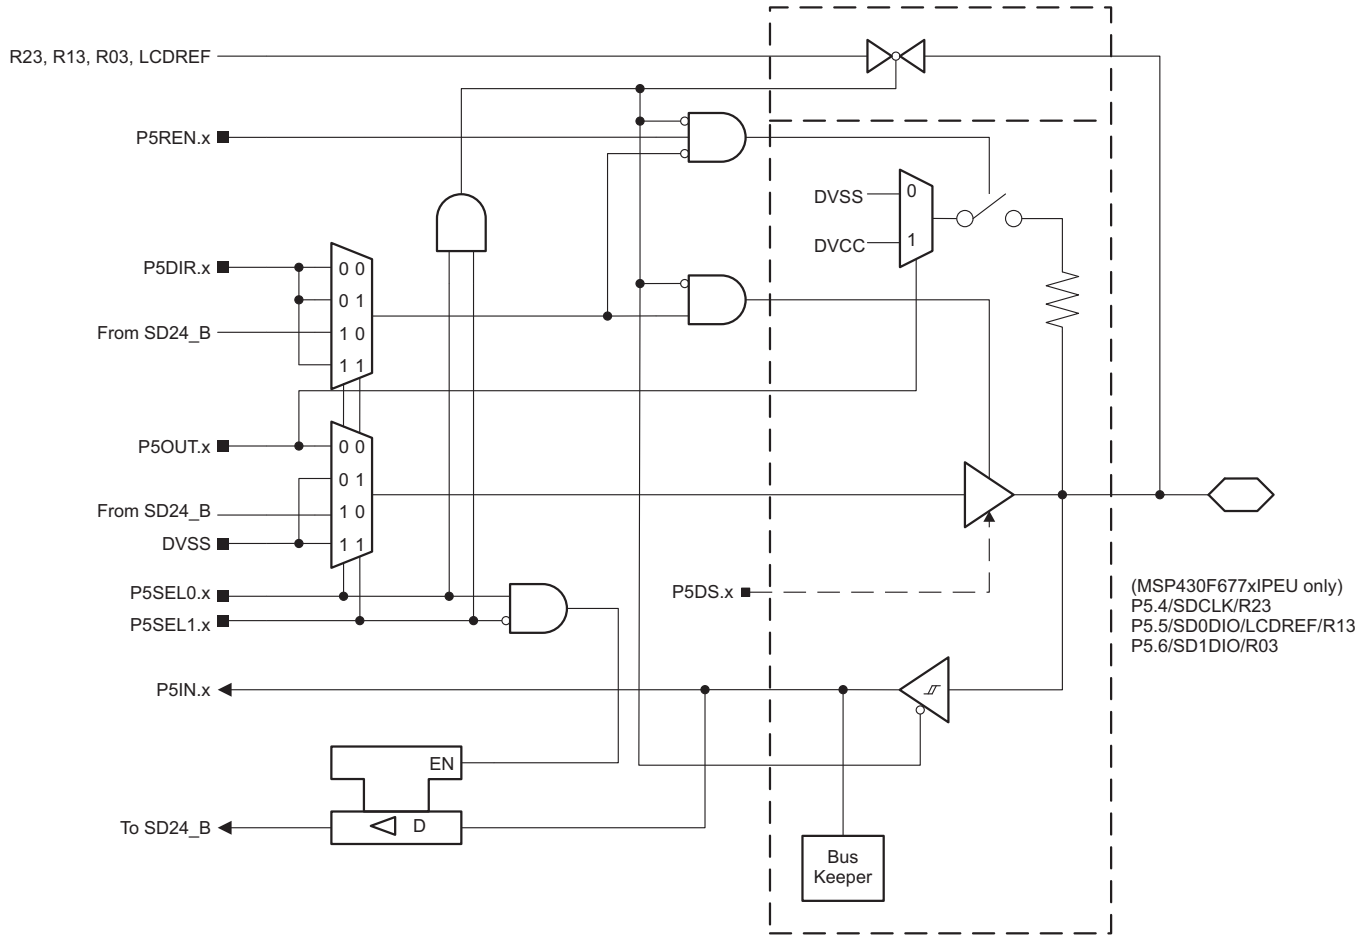 R23, R13, R03, LCDREF
P5REN.x
DVSS
0
DVCC
1
P5DIR.x
0 0
0 1
From SD24_B
1 0
1 1
P5OUT.x
0 0
0 1
From SD24_B
1 0
DVSS
1 1
P5SEL0.x
P5SEL1.x
P5DS.x
(MSP430F677xIPEU only)
P5.4/SDCLK/R23
P5.5/SD0DIO/LCDREF/R13
P5.6/SD1DIO/R03
P5IN.x
EN
To SD24_B
D
Bus
Keeper